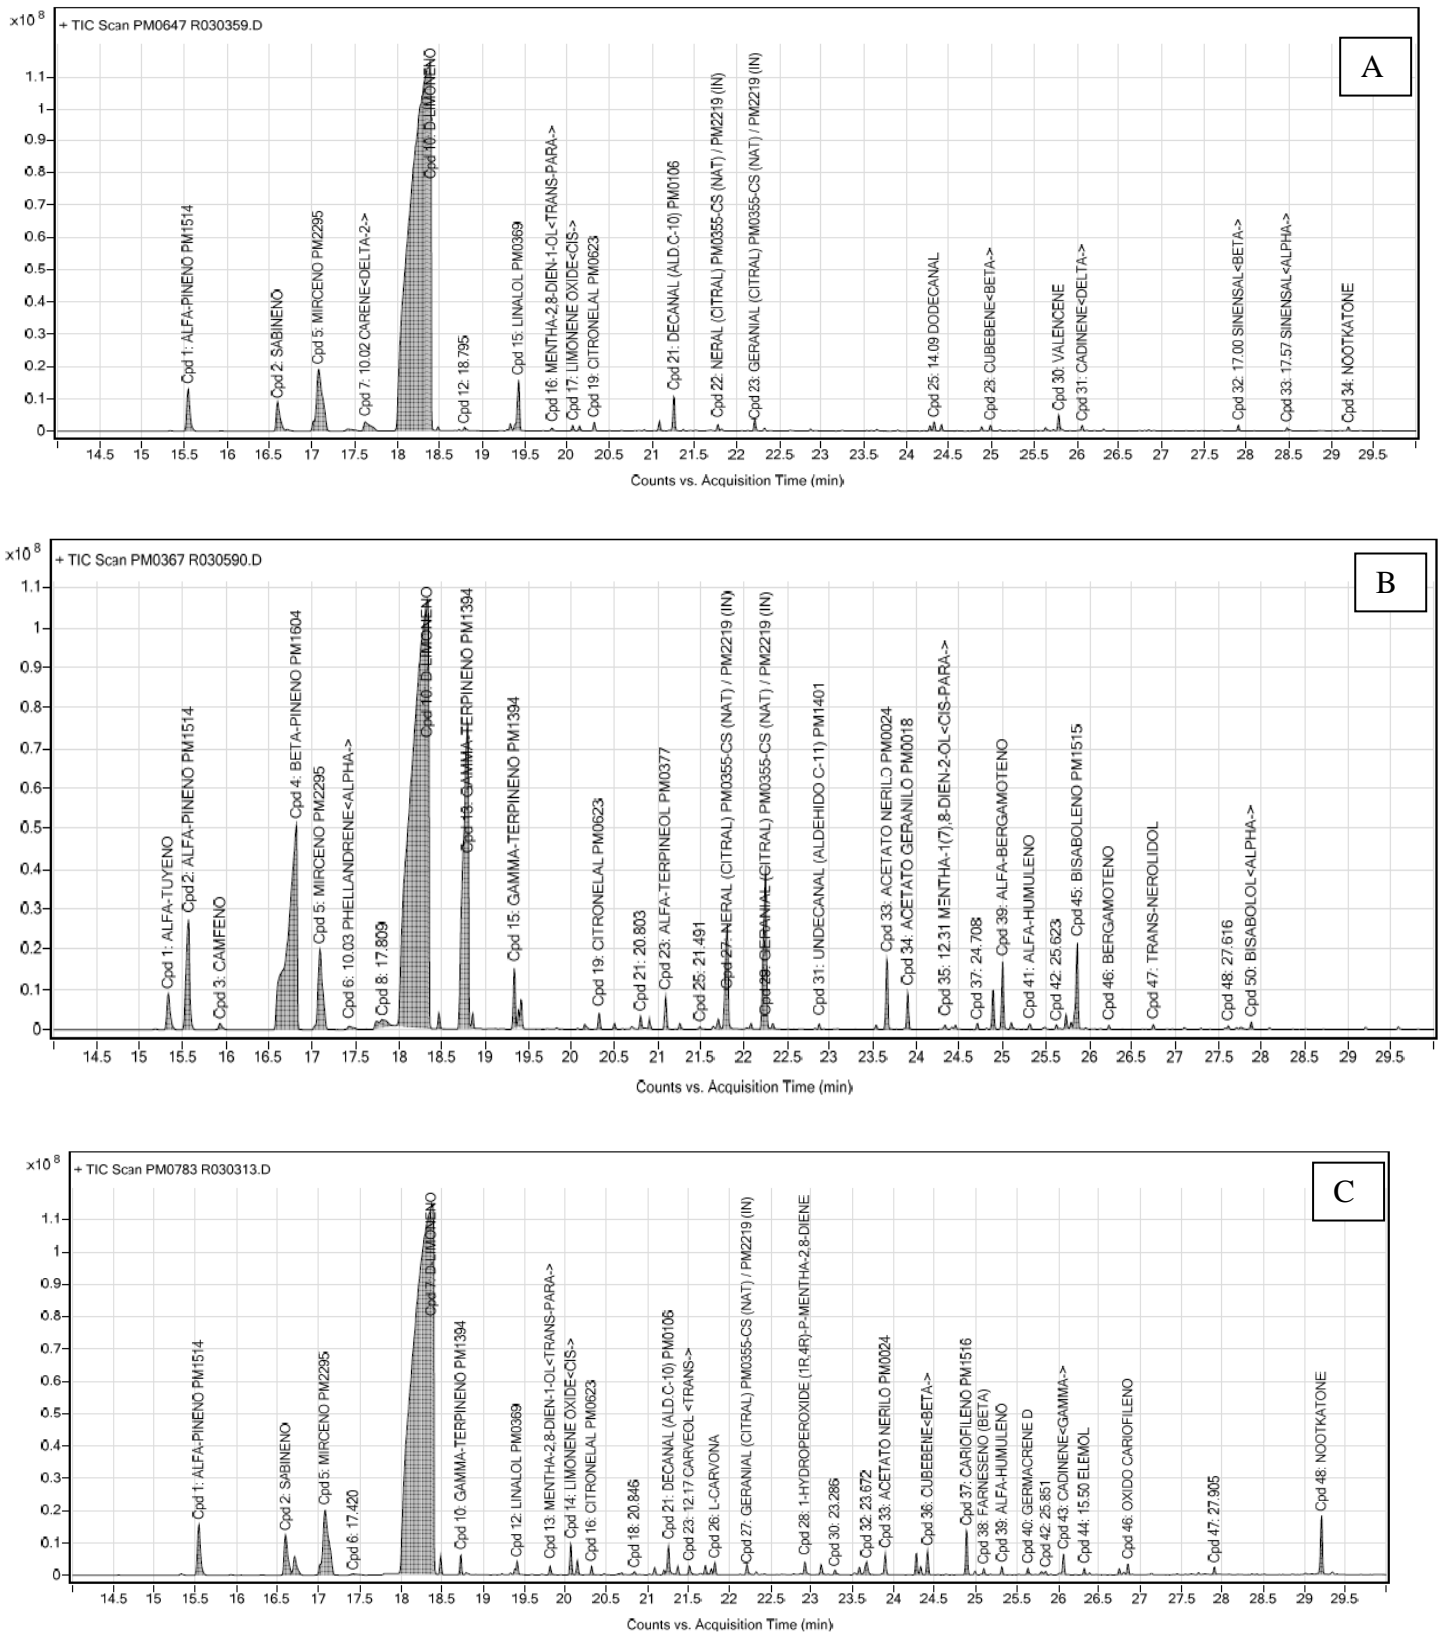 x10 8
+ TIC Scan PM0647 R030359.D
A
1.1
1
0.9
0.8
0.7
0.6
0.5
0.4
0.3
0.2
0.1
0
Cpd 1: ALFA-PINENO PM1514
Cpd 2: SABINENO
Cpd 5: MIRCENO PM2295
Cpd 7: 10.02 CARENE<DELTA-2->
Cpd 10: D-LIMONENO
Cpd 12: 18.795
Cpd 15: LINALOL PM0369
Cpd 16: MENTHA-2,8-DIEN-1-OL<TRANS-PARA->
Cpd 17: LIMONENE OXIDE<CIS->
Cpd 19: CITRONELAL PM0623
Cpd 21: DECANAL (ALD.C-10) PM0106
Cpd 22: NERAL (CITRAL) PM0355-CS (NAT) / PM2219 (IN)
Cpd 23: GERANIAL (CITRAL) PM0355-CS (NAT) / PM2219 (IN)
Cpd 25: 14.09 DODECANAL
Cpd 28: CUBEBENE<BETA->
Cpd 30: VALENCENE
Cpd 31: CADINENE<DELTA->
Cpd 32: 17.00 SINENSAL<BETA->
Cpd 33: 17.57 SINENSAL<ALPHA->
Cpd 34: NOOTKATONE
14.5 15 15.5 16 16.5 17 17.5 18 18.5 19 19.5 20 20.5 21 21.5 22 22.5 23 23.5 24 24.5 25 25.5 26 26.5 27 27.5 28 28.5 29 29.5
Counts vs. Acquisition Time (min)
x10 8
+ TIC Scan PM0367 R030590.D
B
1.1
1
0.9
0.8
0.7
0.6
0.5
0.4
0.3
0.2
0.1
0
Cpd 1: ALFA-TUYENO
Cpd 2: ALFA-PINENO PM1514
Cpd 3: CAMFENO
Cpd 4: BETA-PINENO PM1604
Cpd 5: MIRCENO PM2295
Cpd 6: 10.03 PHELLANDRENE<ALPHA->
Cpd 8: 17.809
Cpd 10: D-LIMONENO
Cpd 13: GAMMA-TERPINENO PM1394
Cpd 15: GAMMA-TERPINENO PM1394
Cpd 19: CITRONELAL PM0623
Cpd 21: 20.803
Cpd 23: ALFA-TERPINEOL PM0377
Cpd 25: 21.491
Cpd 27: NERAL (CITRAL) PM0355-CS (NAT) / PM2219 (IN)
Cpd 29: GERANIAL (CITRAL) PM0355-CS (NAT) / PM2219 (IN)
Cpd 31: UNDECANAL (ALDEHIDO C-11) PM1401
Cpd 33: ACETATO NERILO PM0024
Cpd 34: ACETATO GERANILO PM0018
Cpd 35: 12.31 MENTHA-1(7),8-DIEN-2-OL<CIS-PARA->
Cpd 37: 24.708
Cpd 39: ALFA-BERGAMOTENO
Cpd 41: ALFA-HUMULENO
Cpd 42: 25.623
Cpd 45: BISABOLENO PM1515
Cpd 46: BERGAMOTENO
Cpd 47: TRANS-NEROLIDOL
Cpd 48: 27.616
Cpd 50: BISABOLOL<ALPHA->
14.5 15 15.5 16 16.5 17 17.5 18 18.5 19 19.5 20 20.5 21 21.5 22 22.5 23 23.5 24 24.5 25 25.5 26 26.5 27 27.5 28 28.5 29 29.5
Counts vs. Acquisition Time (min)
x10 8
+ TIC Scan PM0783 R030313.D
C
1.1
1
0.9
0.8
0.7
0.6
0.5
0.4
0.3
0.2
0.1
0
Cpd 1: ALFA-PINENO PM1514
Cpd 2: SABINENO
Cpd 5: MIRCENO PM2295
Cpd 6: 17.420
Cpd 7: D-LIMONENO
Cpd 10: GAMMA-TERPINENO PM1394
Cpd 12: LINALOL PM0369
Cpd 13: MENTHA-2,8-DIEN-1-OL<TRANS-PARA->
Cpd 14: LIMONENE OXIDE<CIS->
Cpd 16: CITRONELAL PM0623
Cpd 18: 20.846
Cpd 21: DECANAL (ALD.C-10) PM0106
Cpd 23: 12.17 CARVEOL <TRANS->
Cpd 26: L-CARVONA
Cpd 27: GERANIAL (CITRAL) PM0355-CS (NAT) / PM2219 (IN)
Cpd 28: 1-HYDROPEROXIDE (1R,4R)-P-MENTHA-2,8-DIENE
Cpd 30: 23.286
Cpd 32: 23.672
Cpd 33: ACETATO NERILO PM0024
Cpd 36: CUBEBENE<BETA->
Cpd 37: CARIOFILENO PM1516
Cpd 38: FARNESENO (BETA)
Cpd 39: ALFA-HUMULENO
Cpd 40: GERMACRENE D
Cpd 42: 25.851
Cpd 43: CADINENE<GAMMA->
Cpd 44: 15.50 ELEMOL
Cpd 46: OXIDO CARIOFILENO
Cpd 47: 27.905
Cpd 48: NOOTKATONE
14.5 15 15.5 16 16.5 17 17.5 18 18.5 19 19.5 20 20.5 21 21.5 22 22.5 23 23.5 24 24.5 25 25.5 26 26.5 27 27.5 28 28.5 29 29.5
Counts vs. Acquisition Time (min)